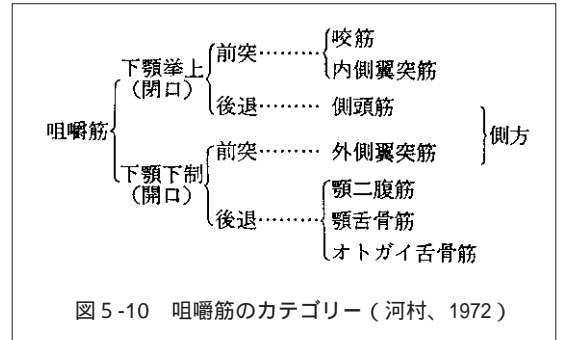 咀嚼筋
下顎挙上
(閉口)
前突………
咬筋
内側翼突筋
後退………
側頭筋
下顎下制
(開口)
前突………
外側翼突筋
後退………
顎二腹筋
顎舌骨筋
オトガイ舌骨筋
側方
図5-10 咀嚼筋のカテゴリー(河村、1972)